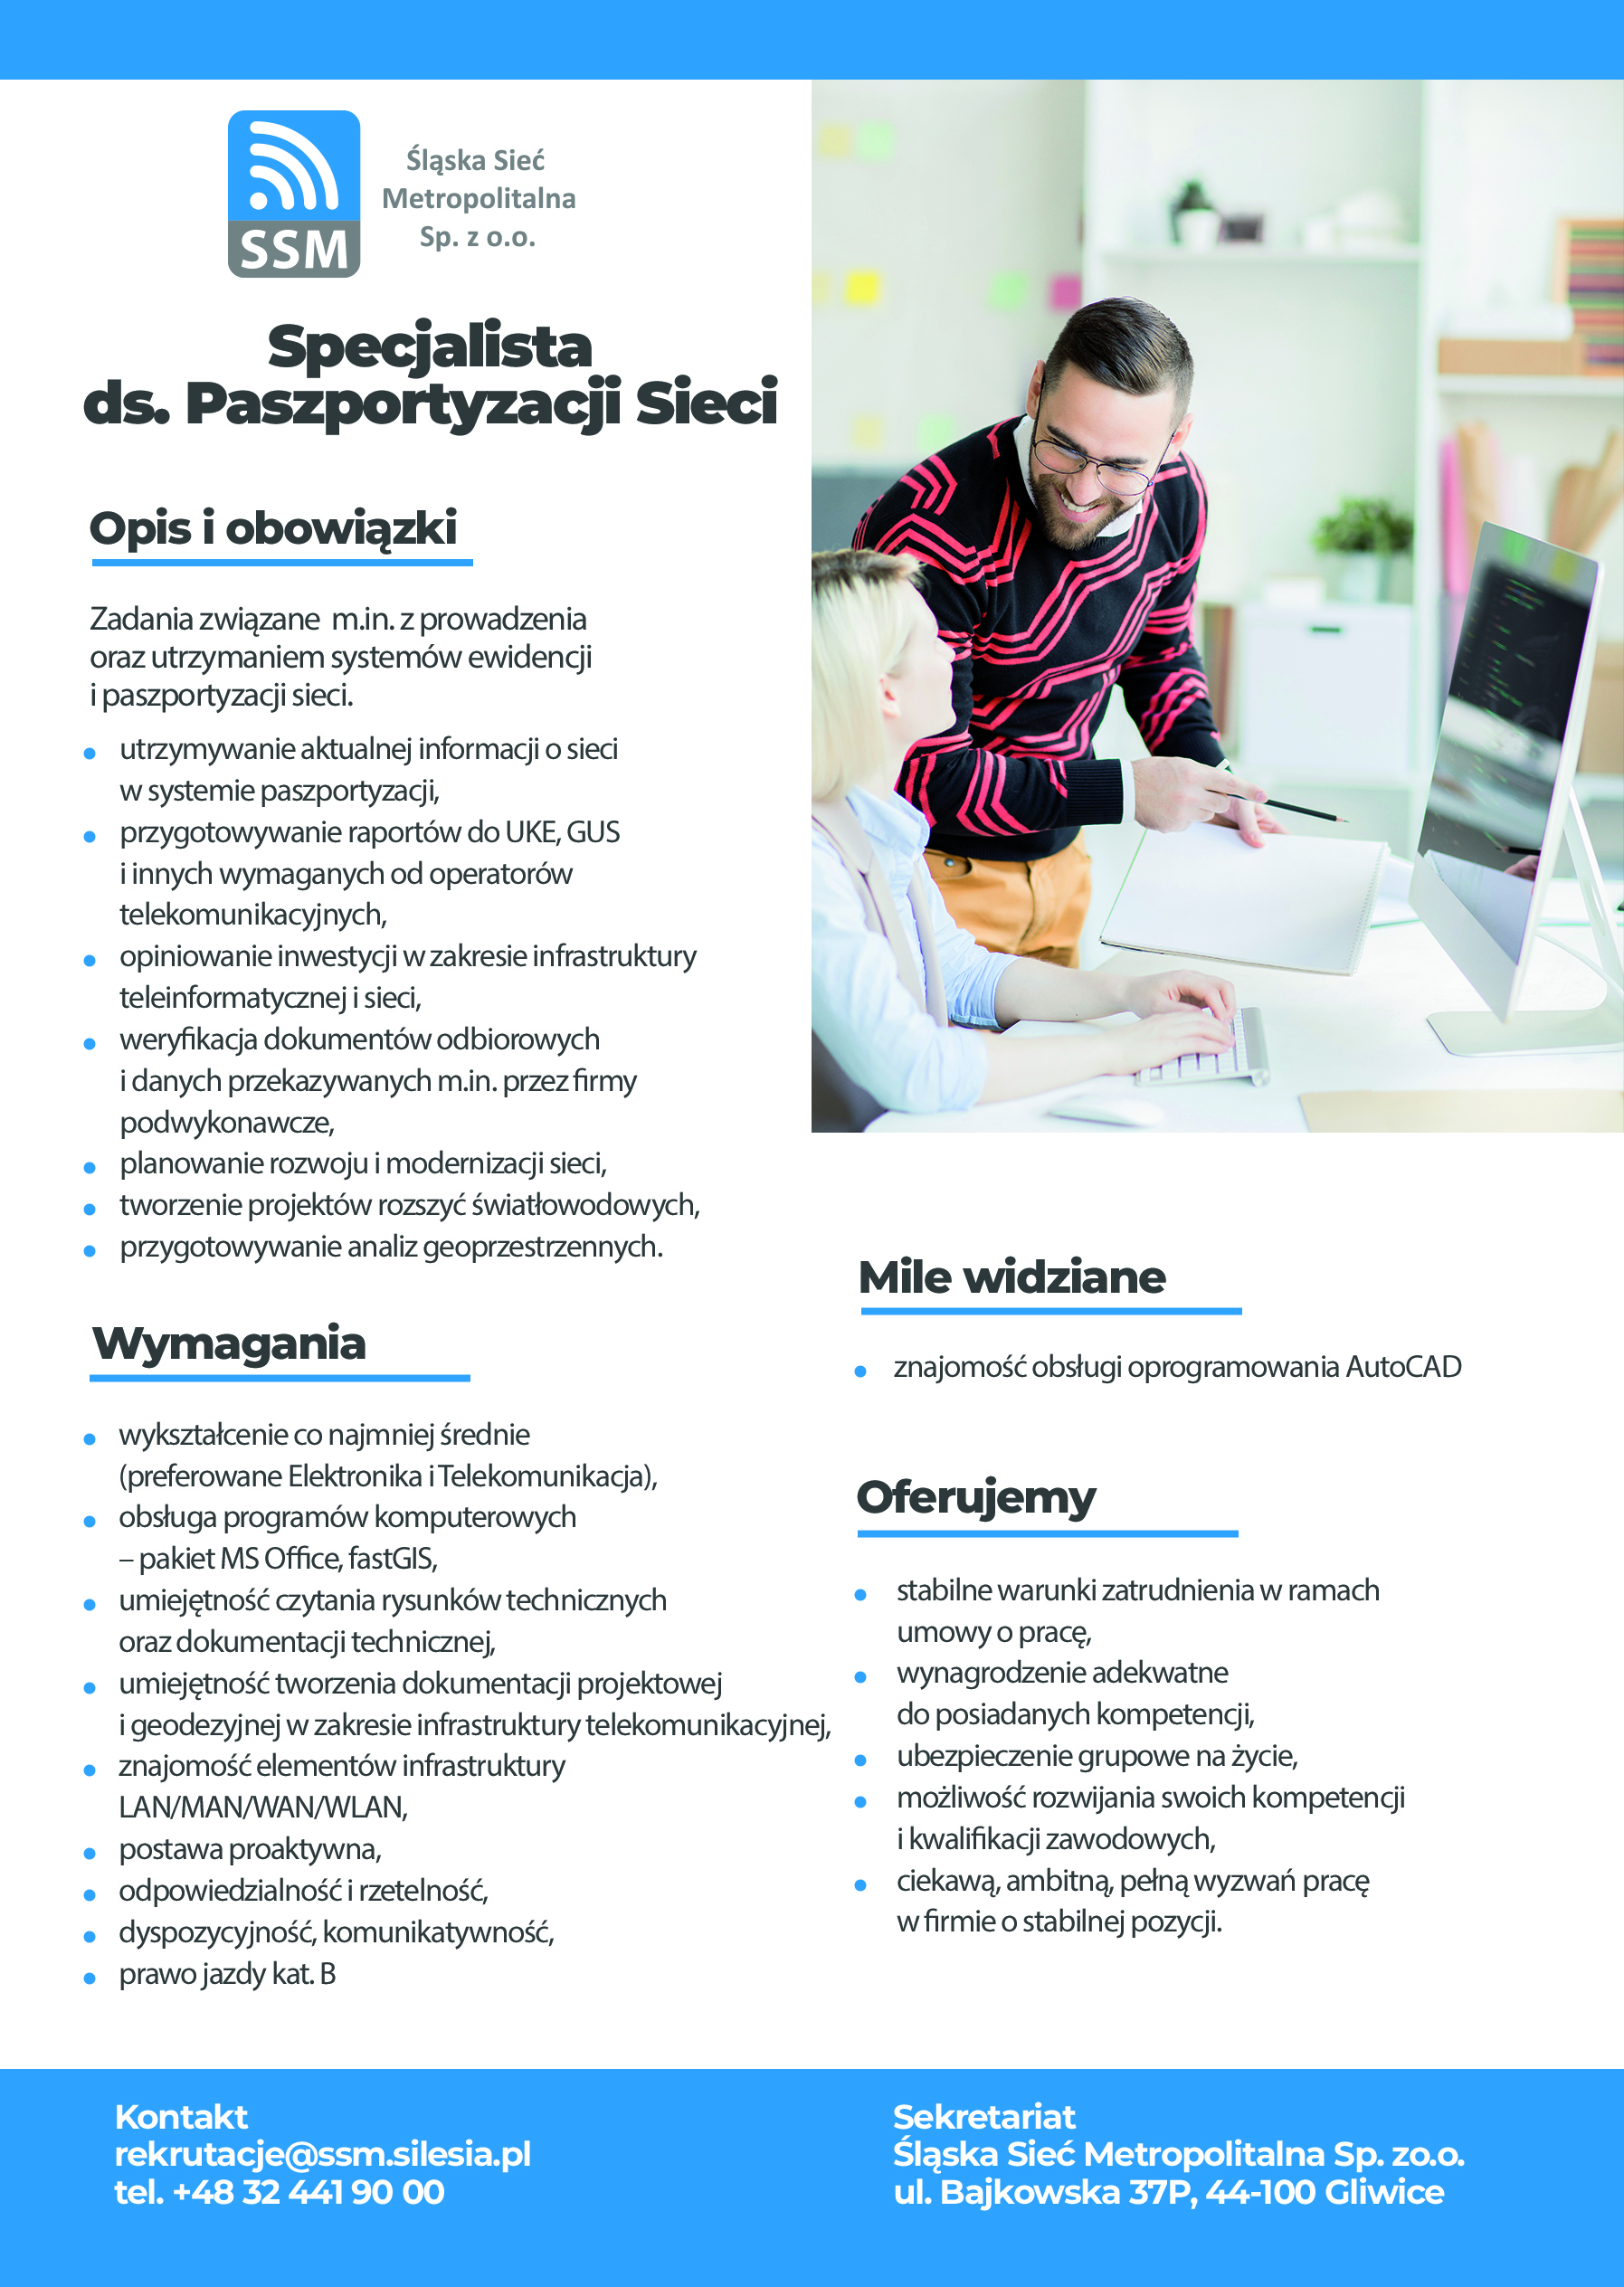 SSM
Śląska Sieć
Metropolitalna
Sp. z o.o.
Specjalista
ds. Paszportyzacji Sieci
Opis i obowiązki
Zadania związane m.in. z prowadzenia
oraz utrzymaniem systemów ewidencji
i paszportyzacji sieci.
• utrzymywanie aktualnej informacji o sieci
w systemie paszportyzacji,
• przygotowywanie raportów do UKE, GUS
i innych wymaganych od operatorów
telekomunikacyjnych,
• opiniowanie inwestycji w zakresie infrastruktury
teleinformatycznej i sieci,
• weryfikacja dokumentów odbiorowych
i danych przekazywanych m.in. przez firmy
podwykonawcze,
• planowanie rozwoju i modernizacji sieci,
• tworzenie projektów rozszyć światłowodowych,
• przygotowywanie analiz geoprzestrzennych.
Wymagania
• wykształcenie co najmniej średnie
(preferowane Elektronika i Telekomunikacja),
• obsługa programów komputerowych
– pakiet MS Office, fastGIS,
• umiejętność czytania rysunków technicznych
oraz dokumentacji technicznej,
• umiejętność tworzenia dokumentacji projektowej
i geodezyjnej w zakresie infrastruktury telekomunikacyjnej,
• znajomość elementów infrastruktury
LAN/MAN/WAN/WLAN,
• postawa proaktywna,
• odpowiedzialność i rzetelność,
• dyspozycyjność, komunikatywność,
• prawo jazdy kat. B
Mile widziane
• znajomość obsługi oprogramowania AutoCAD
Oferujemy
• stabilne warunki zatrudnienia w ramach
umowy o pracę,
• wynagrodzenie adekwatne
do posiadanych kompetencji,
• ubezpieczenie grupowe na życie,
• możliwość rozwijania swoich kompetencji
i kwalifikacji zawodowych,
• ciekawą, ambitną, pełną wyzwań pracę
w firmie o stabilnej pozycji.
Kontakt
rekrutacje@ssm.silesia.pl
tel. +48 32 441 90 00
Sekretariat
Śląska Sieć Metropolitalna Sp. zo.o.
ul. Bajkowska 37P, 44-100 Gliwice